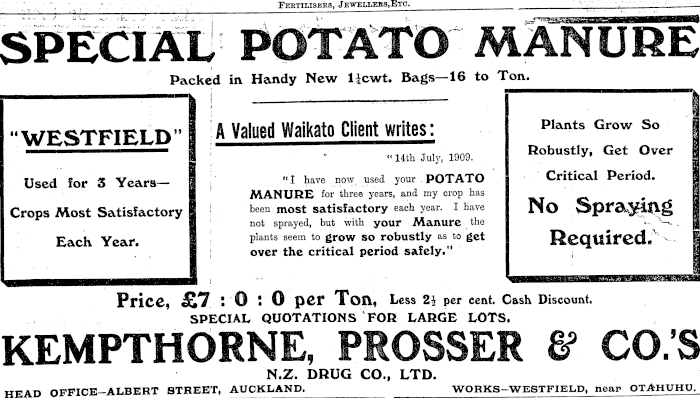 FERTILISERS, JEWELLERS, ETC.
SPECIAL POTATO MANURE
Packed in Handy New 1¼cwt. Bags—16 to Ton.
"WESTFIELD"
Used for 3 Years—
Crops Most Satisfactory
Each Year.
A Valued Waikato Client writes:
"14th July, 1909.
"I have now used your POTATO
MANURE for three years, and my crop has
been most satisfactory each year. I have
not sprayed, but with your Manure the
plants seem to grow so robustly as to get
over the critical period safely."
Plants Grow So
Robustly, Get Over
Critical Period.
No Spraying
Required.
Price, £7 : 0 : 0 per Ton, Less 2½ per cent. Cash Discount.
SPECIAL QUOTATIONS FOR LARGE LOTS.
KEMPTHORNE, PROSSER & CO.'S
N.Z. DRUG CO., LTD.
HEAD OFFICE—ALBERT STREET, AUCKLAND.
WORKS—WESTFIELD, near OTAHUHU.